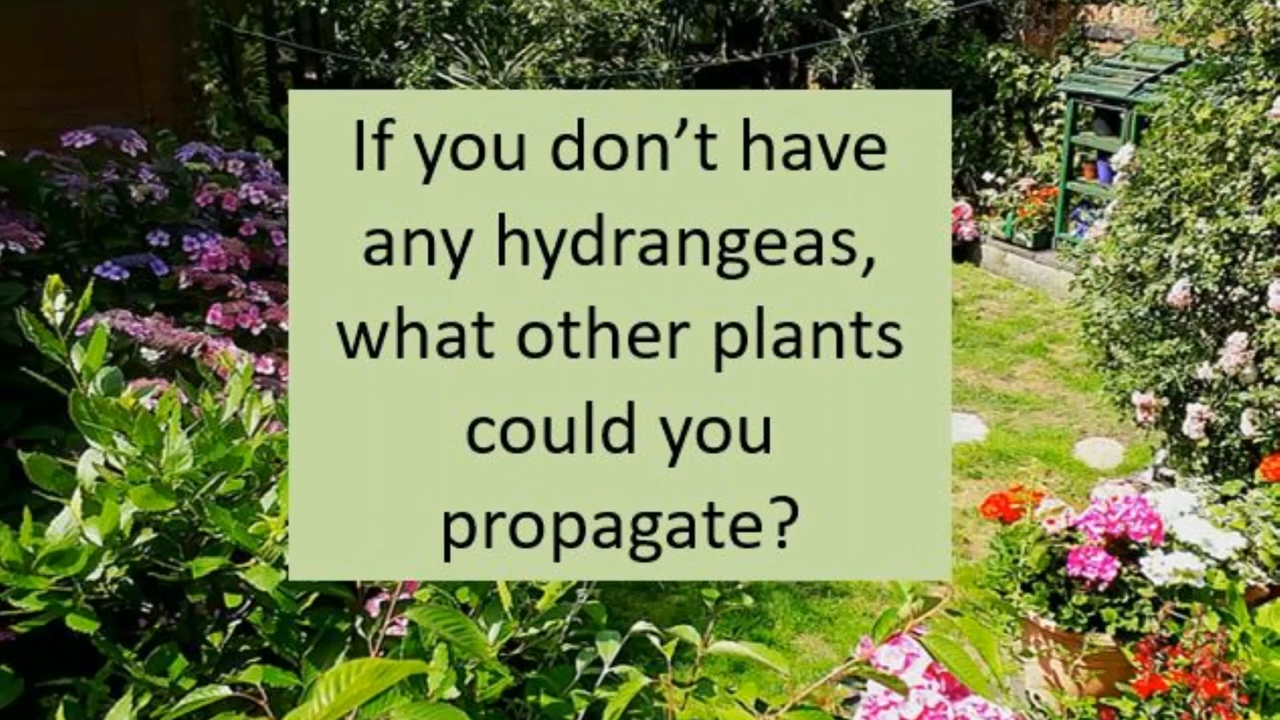 If you don’t have
any hydrangeas,
what other plants
could you
propagate?